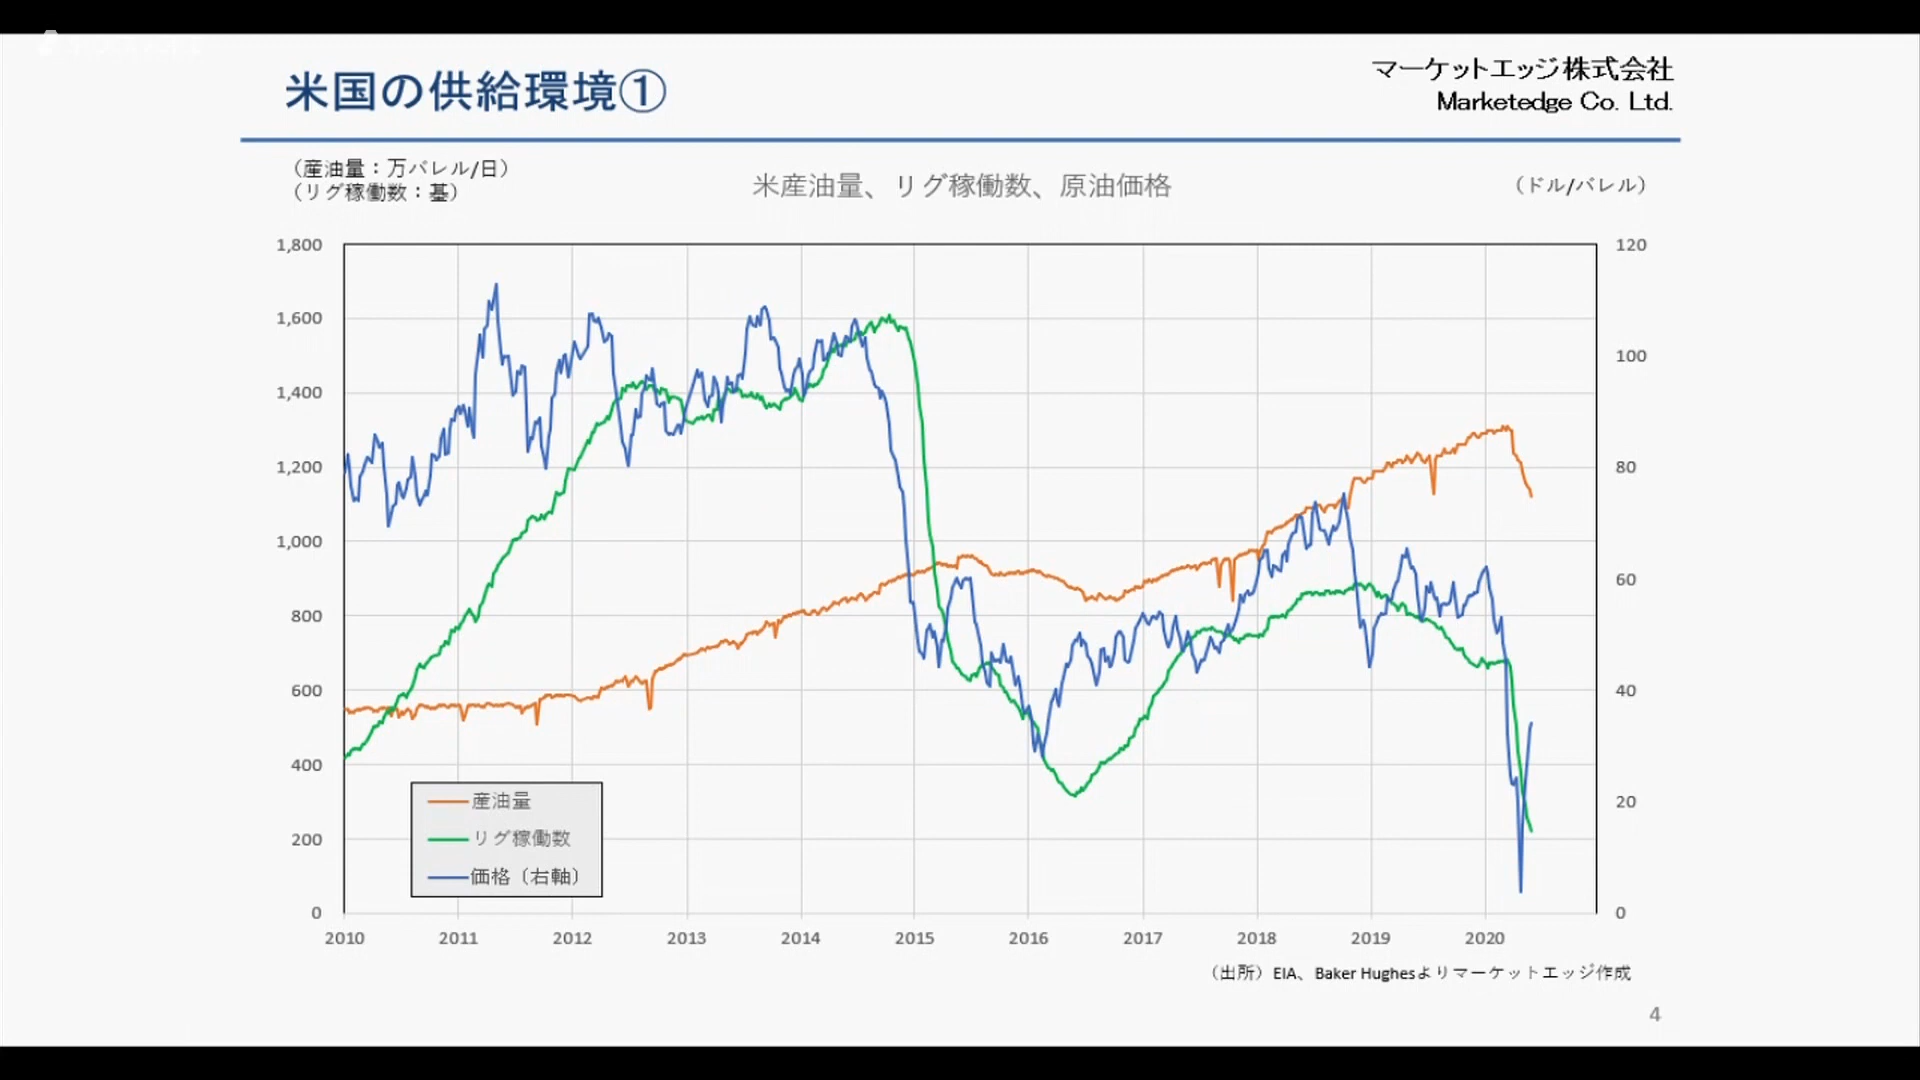 米国の供給環境①
マーケットエッジ株式会社
Marketedge Co. Ltd.
（産油量：万バレル/日）
（リグ稼働数：基）
米産油量、リグ稼働数、原油価格
（ドル/バレル）
1,800
1,600
1,400
1,200
1,000
800
600
400
200
0
120
100
80
60
40
20
0
産油量
リグ稼働数
価格（右軸）
2010 2011 2012 2013 2014 2015 2016 2017 2018 2019 2020
（出所）EIA、Baker Hughesよりマーケットエッジ作成
4